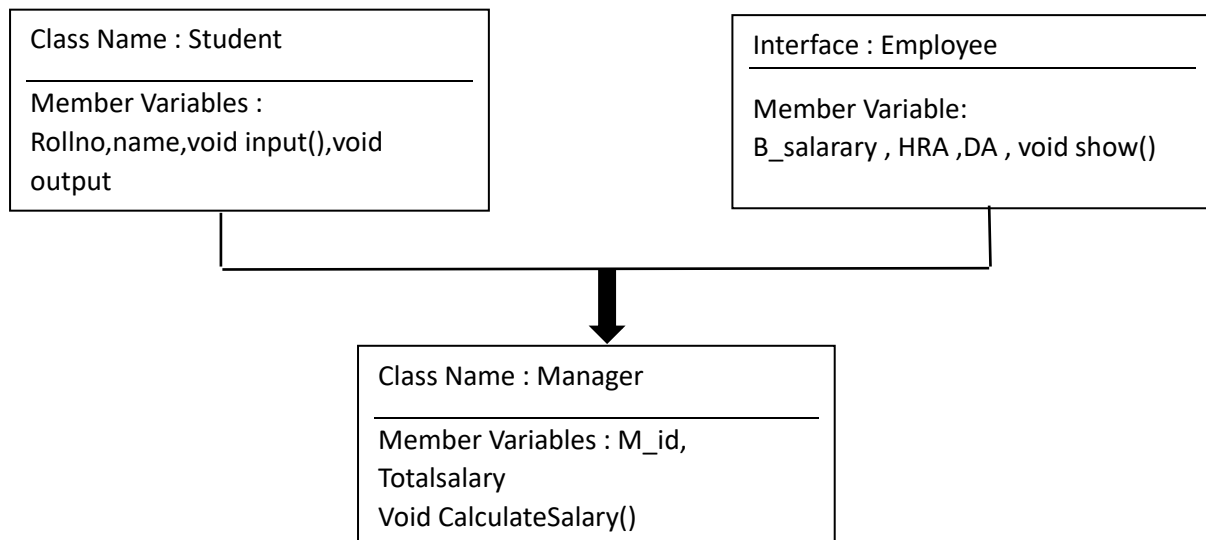 Class Name : Student
Member Variables :
Rollno,name,void input(),void
output
Interface : Employee
Member Variable:
B_salarary , HRA ,DA , void show()
Class Name : Manager
Member Variables : M_id,
Totalsalary
Void CalculateSalary()